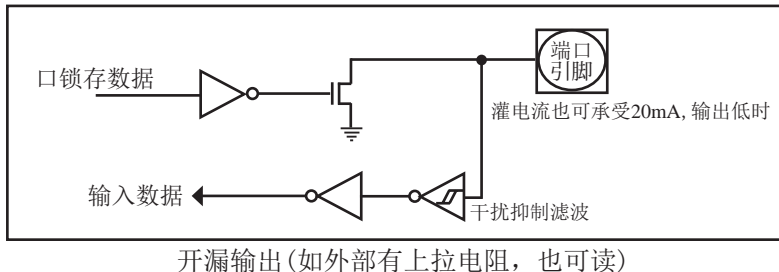 端口
引脚
口锁存数据
灌电流也可承受20mA, 输出低时
输入数据
干扰抑制滤波
开漏输出(如外部有上拉电阻，也可读)